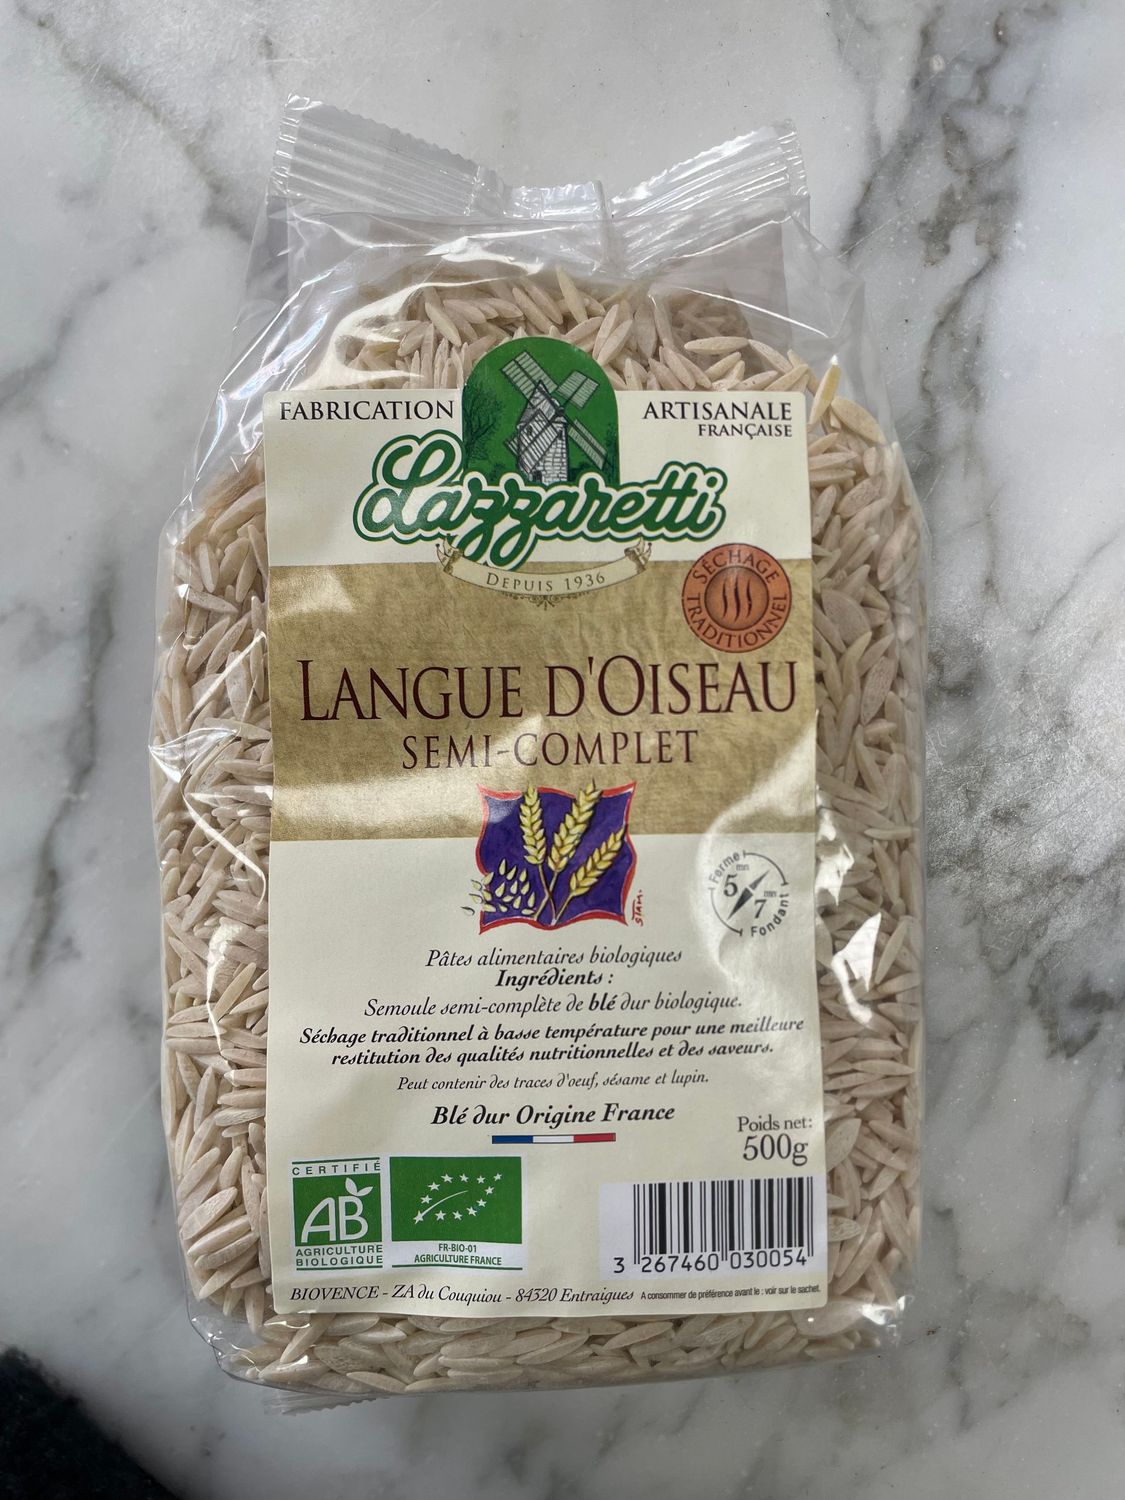 FABRICATION ARTISANALE
FRANÇAISE
Lazzaretti
DEPUIS 1936
SÉCHAGE TRADITIONNEL
LANGUE D'OISEAU
SEMI-COMPLET
Stan.
Ferme 5 mn
7 mn Fondant
Pâtes alimentaires biologiques
Ingrédients :
Semoule semi-complète de blé dur biologique.
Séchage traditionnel à basse température pour une meilleure
restitution des qualités nutritionnelles et des saveurs.
Peut contenir des traces d'oeuf, sésame et lupin.
Blé dur Origine France
Poids net:
500g
CERTIFIÉ
AB
AGRICULTURE
BIOLOGIQUE
FR-BIO-01
AGRICULTURE FRANCE
3 267460 030054
BIOVENCE - ZA du Couquiou - 84320 Entraigues A consommer de préférence avant le : voir sur le sachet.